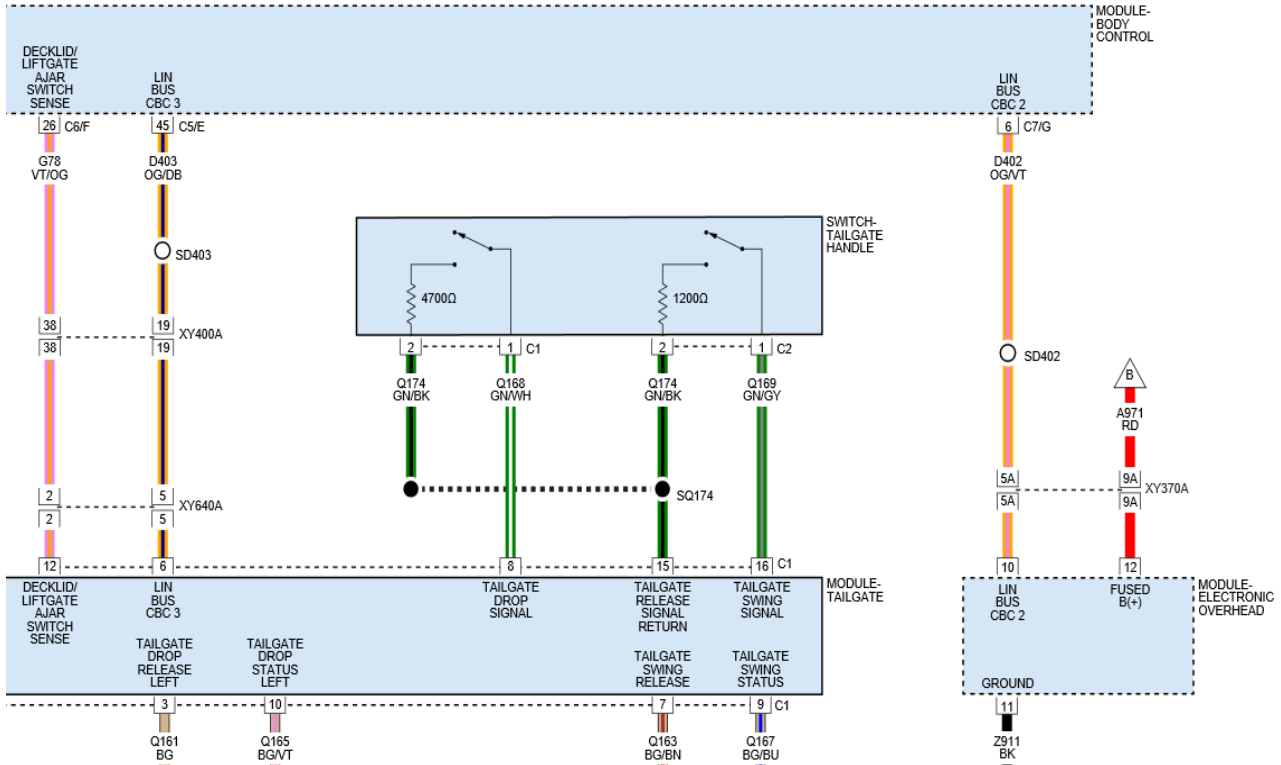 MODULE-
BODY
CONTROL
DECKLID/
LIFTGATE
AJAR
SWITCH
SENSE
LIN
BUS
CBC 3
LIN
BUS
CBC 2
26 C6/F
45 C5/E
6 C7/G
G78
VT/OG
D403
OG/DB
D402
OG/VT
SD403
SWITCH-
TAILGATE
HANDLE
4700Ω
1200Ω
38 19 XY400A
38 19
2 1 C1
2 1 C2
SD402
B
Q174
GN/BK
Q168
GN/WH
Q174
GN/BK
Q169
GN/GY
A971
RD
5A 9A XY370A
5A 9A
2 5 XY640A
2 5
SQ174
12 6 8 15 16 C1
10 12
DECKLID/
LIFTGATE
AJAR
SWITCH
SENSE
LIN
BUS
CBC 3
TAILGATE
DROP
SIGNAL
TAILGATE
RELEASE
SIGNAL
RETURN
TAILGATE
SWING
SIGNAL
MODULE-
TAILGATE
LIN
BUS
CBC 2
FUSED
B(+)
MODULE-
ELECTRONIC
OVERHEAD
TAILGATE
DROP
RELEASE
LEFT
TAILGATE
DROP
STATUS
LEFT
TAILGATE
SWING
RELEASE
TAILGATE
SWING
STATUS
GROUND
3 10 7 9 C1
11
Q161
BG
Q165
BG/VT
Q163
BG/BN
Q167
BG/BU
Z911
BK